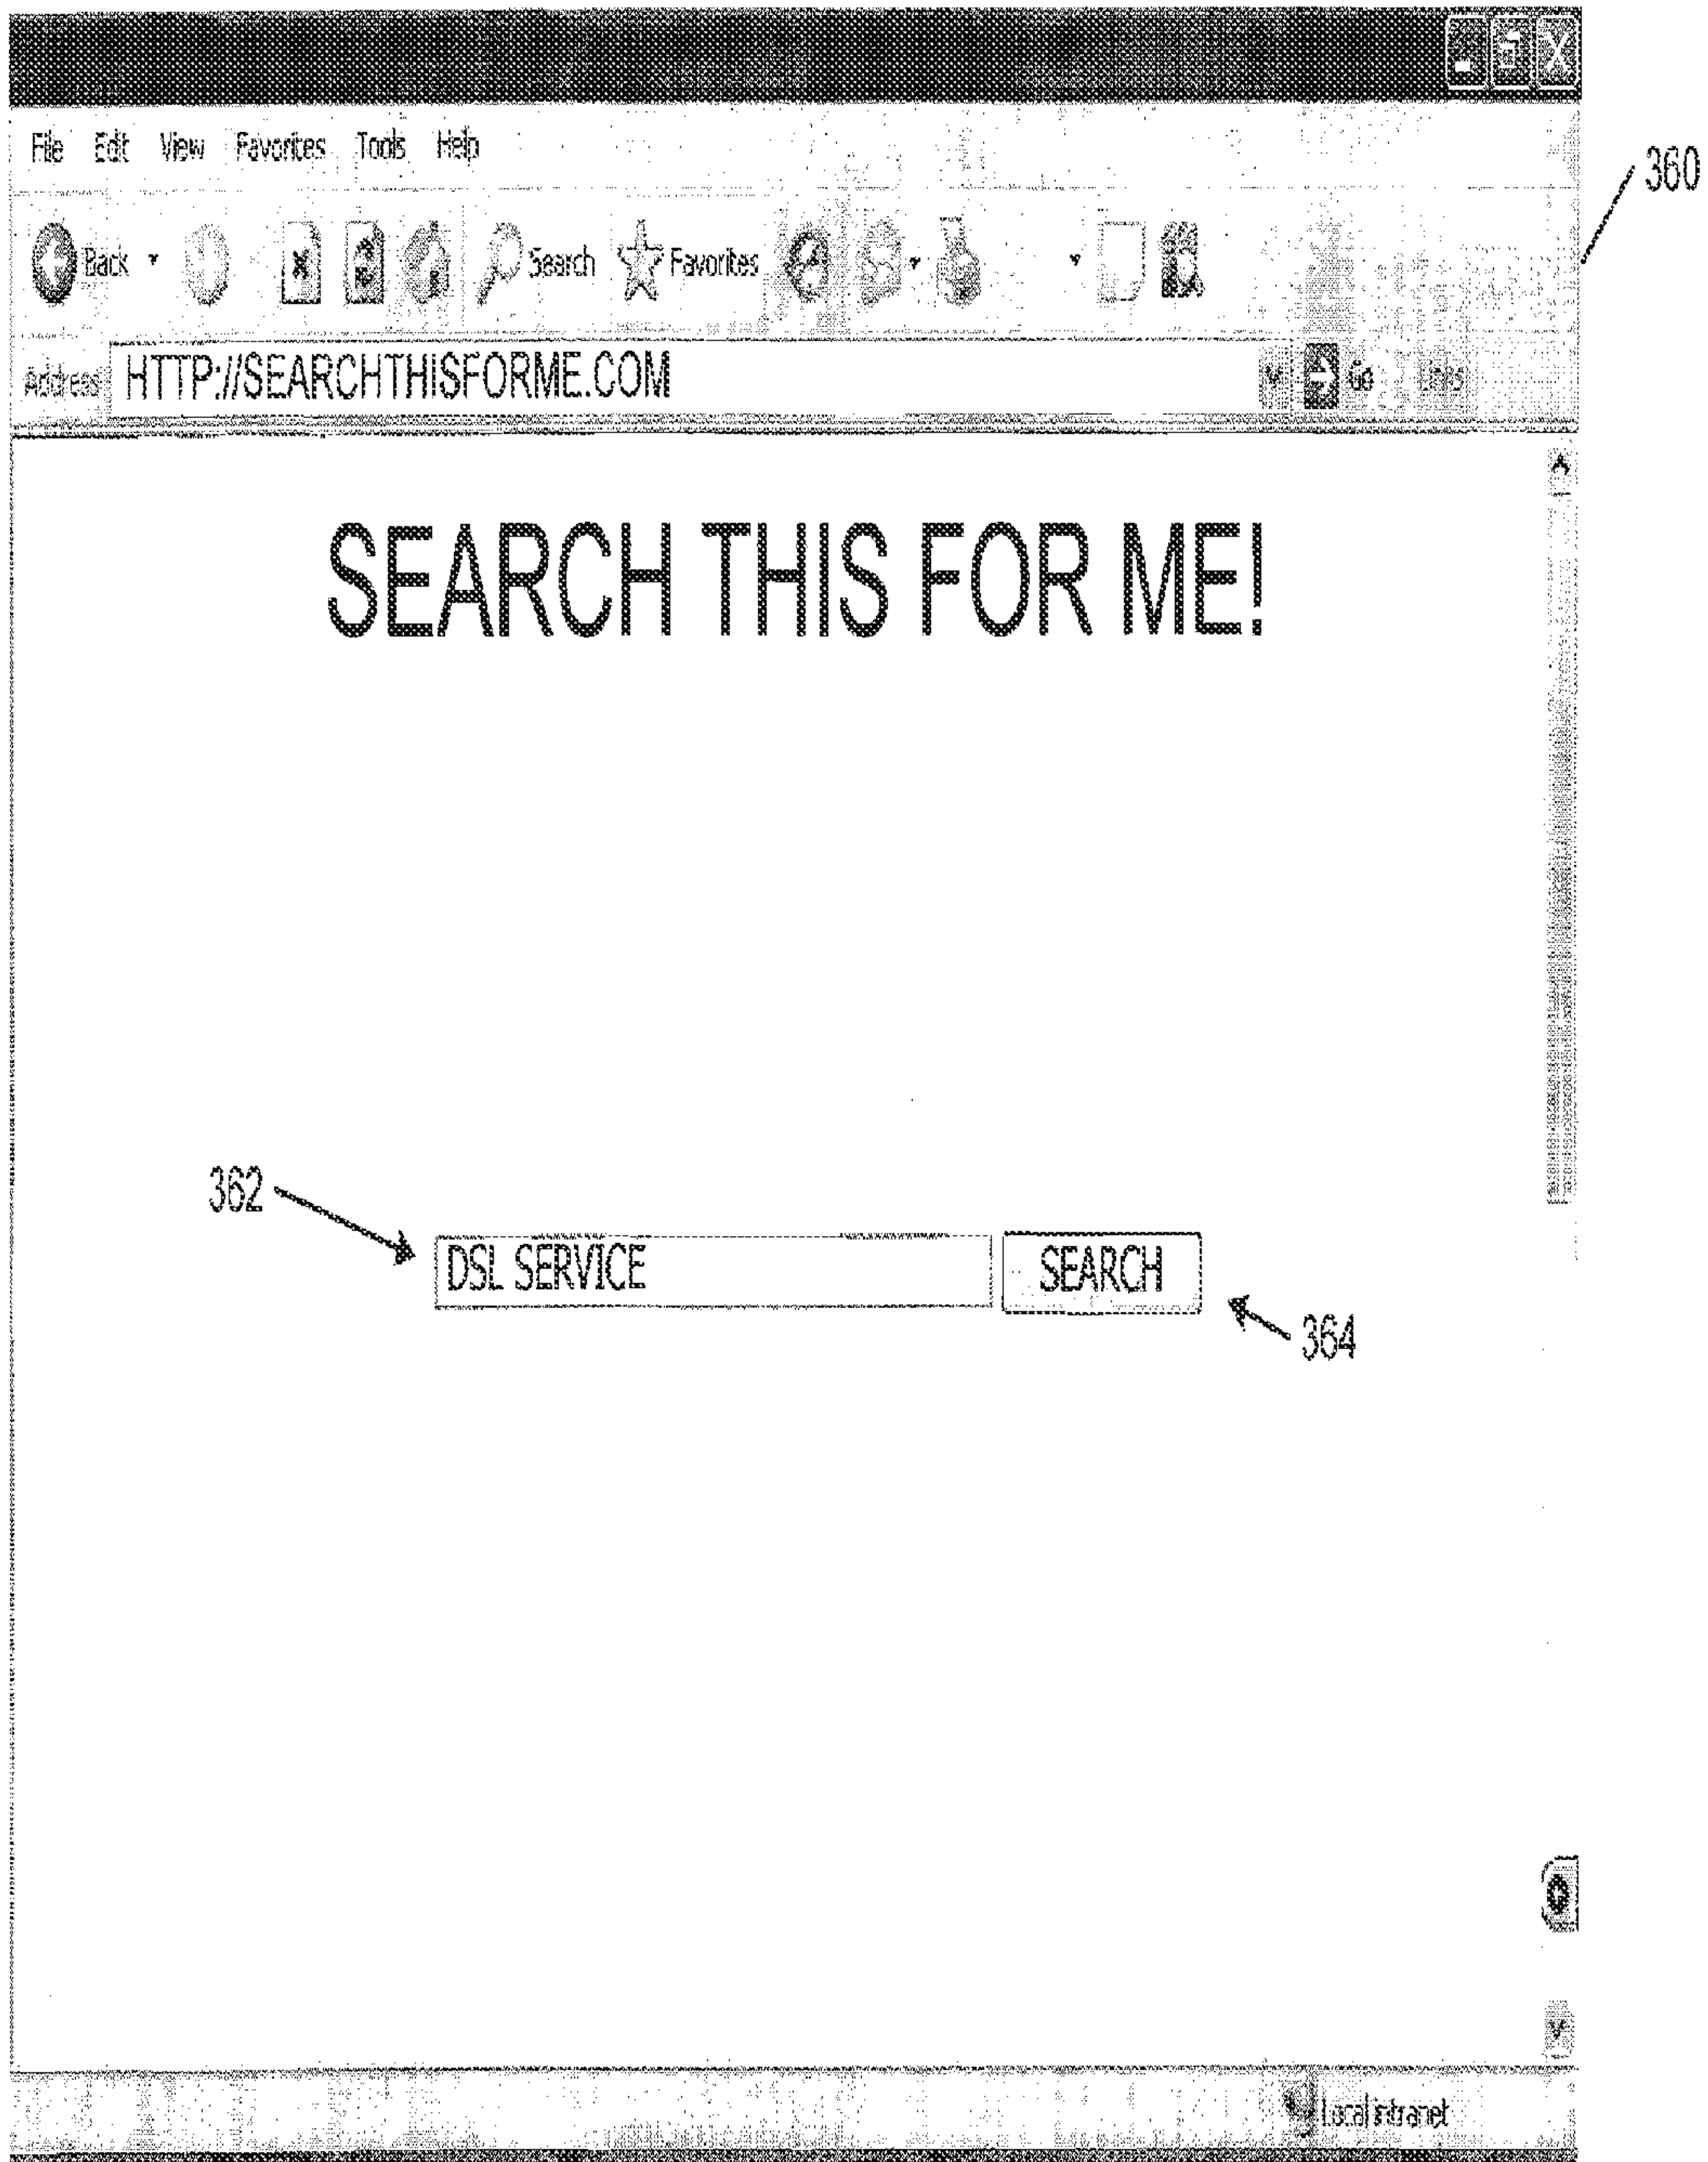 File Edit View Favorites Tools Help
360
Back Search Favorites
Address HTTP://SEARCHTHISFORME.COM Go Links
SEARCH THIS FOR ME!
362
DSL SERVICE SEARCH
364
Local intranet